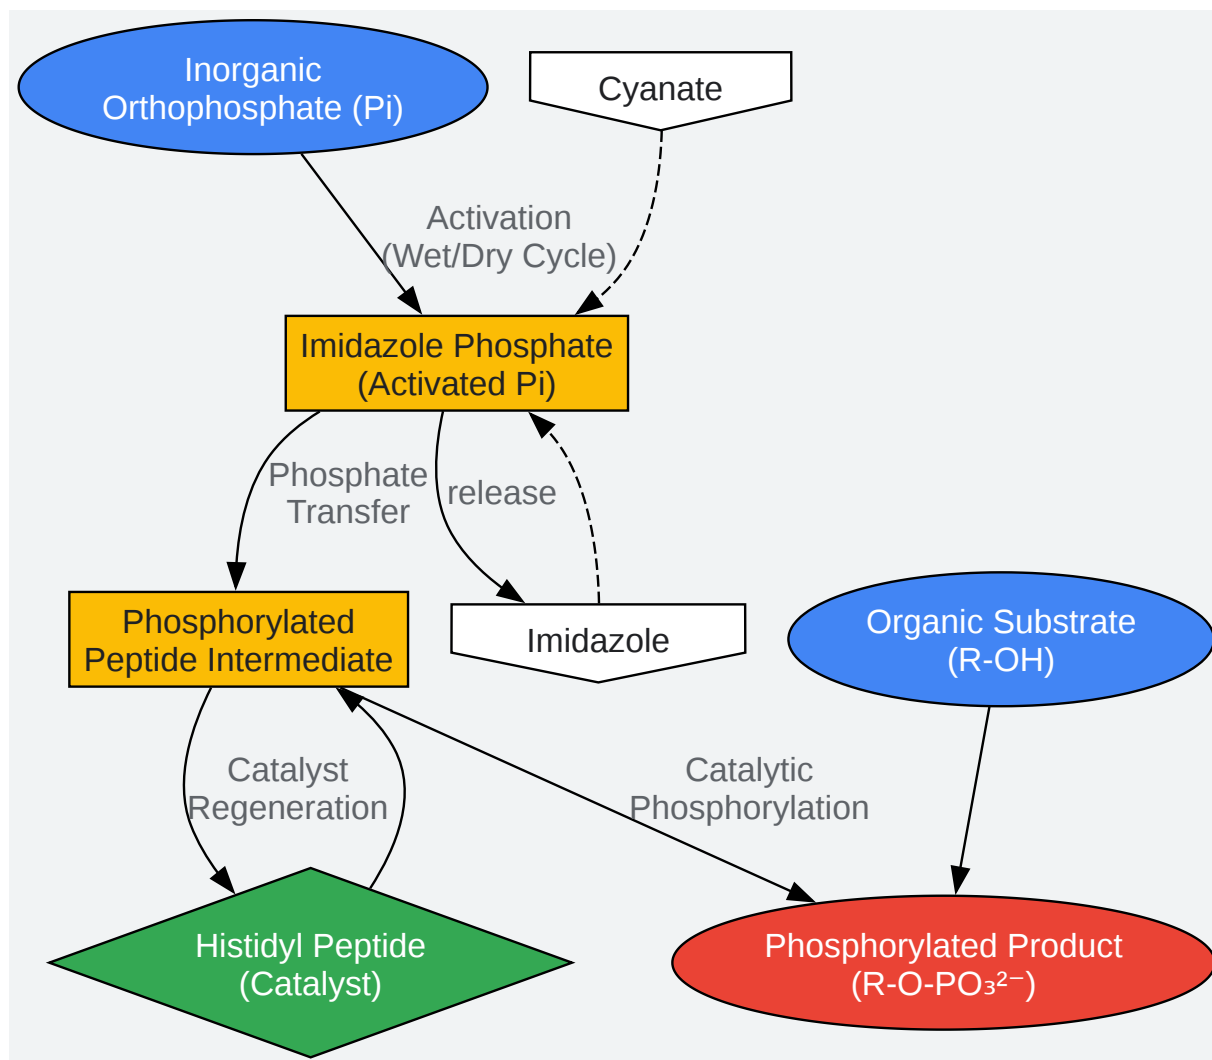 Inorganic
Orthophosphate (Pi)
Cyanate
Activation
(Wet/Dry Cycle)
Imidazole Phosphate
(Activated Pi)
Phosphate
Transfer
release
Phosphorylated
Peptide Intermediate
Imidazole
Organic Substrate
(R-OH)
Catalyst
Regeneration
Catalytic
Phosphorylation
Histidyl Peptide
(Catalyst)
Phosphorylated Product
(R-O-PO₃²⁻)